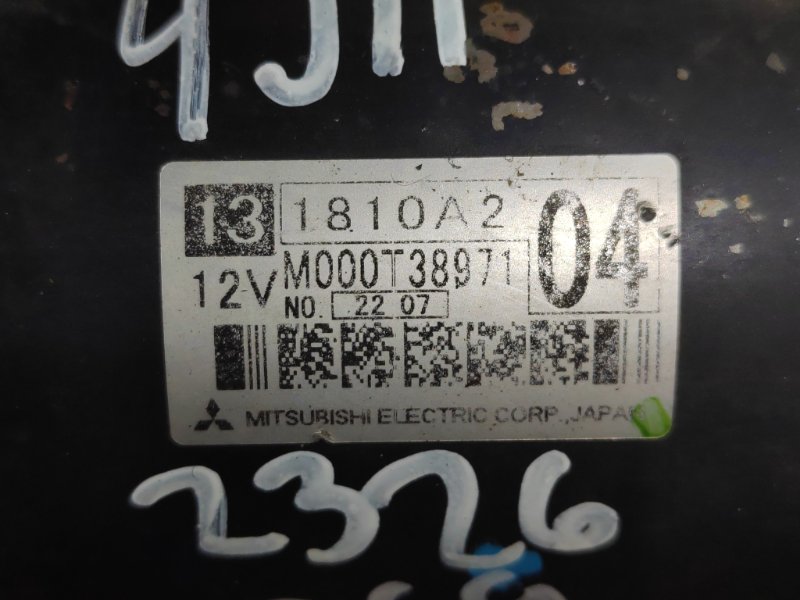 13 1810A2 04
12V M000T38971
NO. 22 07
MITSUBISHI ELECTRIC CORP., JAPAN
2326